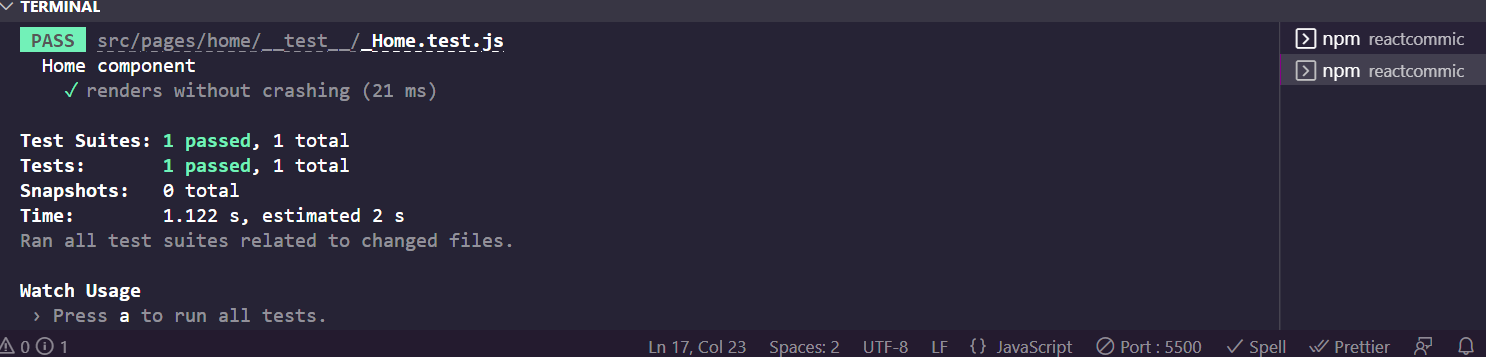 TERMINAL
PASS src/pages/home/__test__/_Home.test.js
Home component
✓ renders without crashing (21 ms)
Test Suites: 1 passed, 1 total
Tests: 1 passed, 1 total
Snapshots: 0 total
Time: 1.122 s, estimated 2 s
Ran all test suites related to changed files.
Watch Usage
› Press a to run all tests.
npm reactcommic
npm reactcommic
0 1 Ln 17, Col 23 Spaces: 2 UTF-8 LF {} JavaScript Port : 5500 Spell Prettier